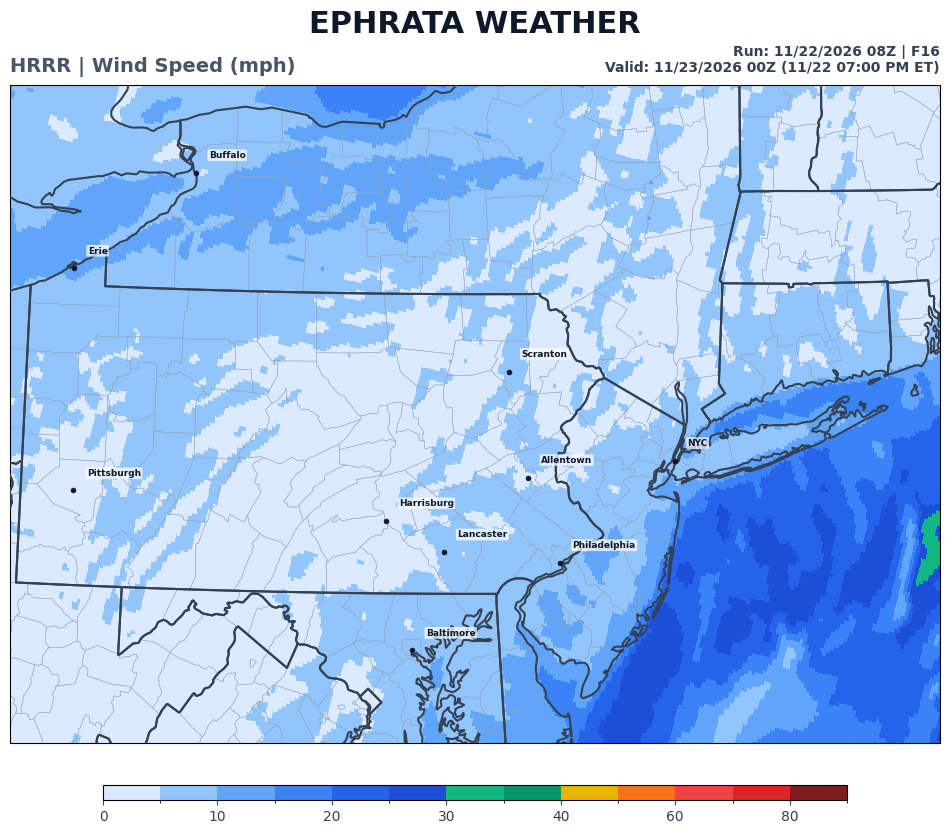 EPHRATA WEATHER
HRRR | Wind Speed (mph)
Run: 11/22/2026 08Z | F16
Valid: 11/23/2026 00Z (11/22 07:00 PM ET)
Buffalo
Erie
Scranton
NYC
Allentown
Pittsburgh
Harrisburg
Lancaster
Philadelphia
Baltimore
0 10 20 30 40 50 60 70 80